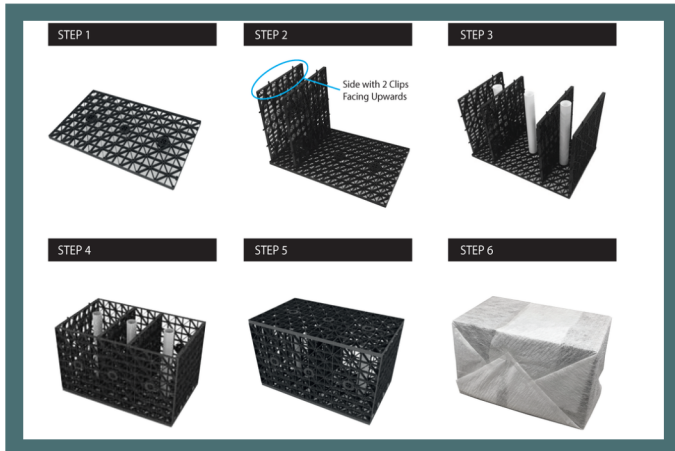 STEP 1
STEP 2
STEP 3
Side with 2 Clips
Facing Upwards
STEP 4
STEP 5
STEP 6